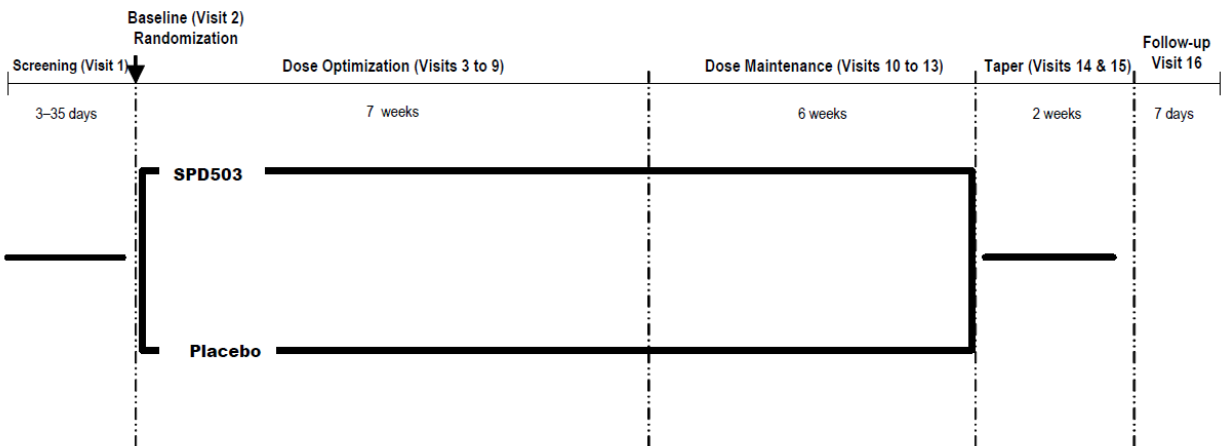 Baseline (Visit 2)
Randomization
Screening (Visit 1)
Dose Optimization (Visits 3 to 9)
Dose Maintenance (Visits 10 to 13)
Taper (Visits 14 & 15)
Follow-up
Visit 16
3–35 days
7 weeks
6 weeks
2 weeks
7 days
SPD503
Placebo